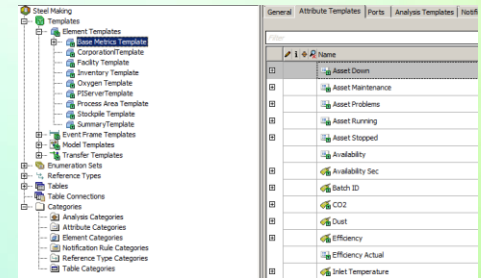 Steel Making
Templates
Element Templates
Base Metrics Template
CorporationTemplate
Facility Template
Inventory Template
Oxygen Template
PIServerTemplate
Process Area Template
Stockpile Template
SummaryTemplate
Event Frame Templates
Model Templates
Transfer Templates
Enumeration Sets
Reference Types
Tables
Table Connections
Categories
Analysis Categories
Attribute Categories
Element Categories
Notification Rule Categories
Reference Type Categories
Table Categories
General Attribute Templates Ports Analysis Templates Notifi
Filter
Name
Asset Down
Asset Maintenance
Asset Problems
Asset Running
Asset Stopped
Availability
Availability Sec
Batch ID
CO2
Dust
Efficiency
Efficiency Actual
Inlet Temperature